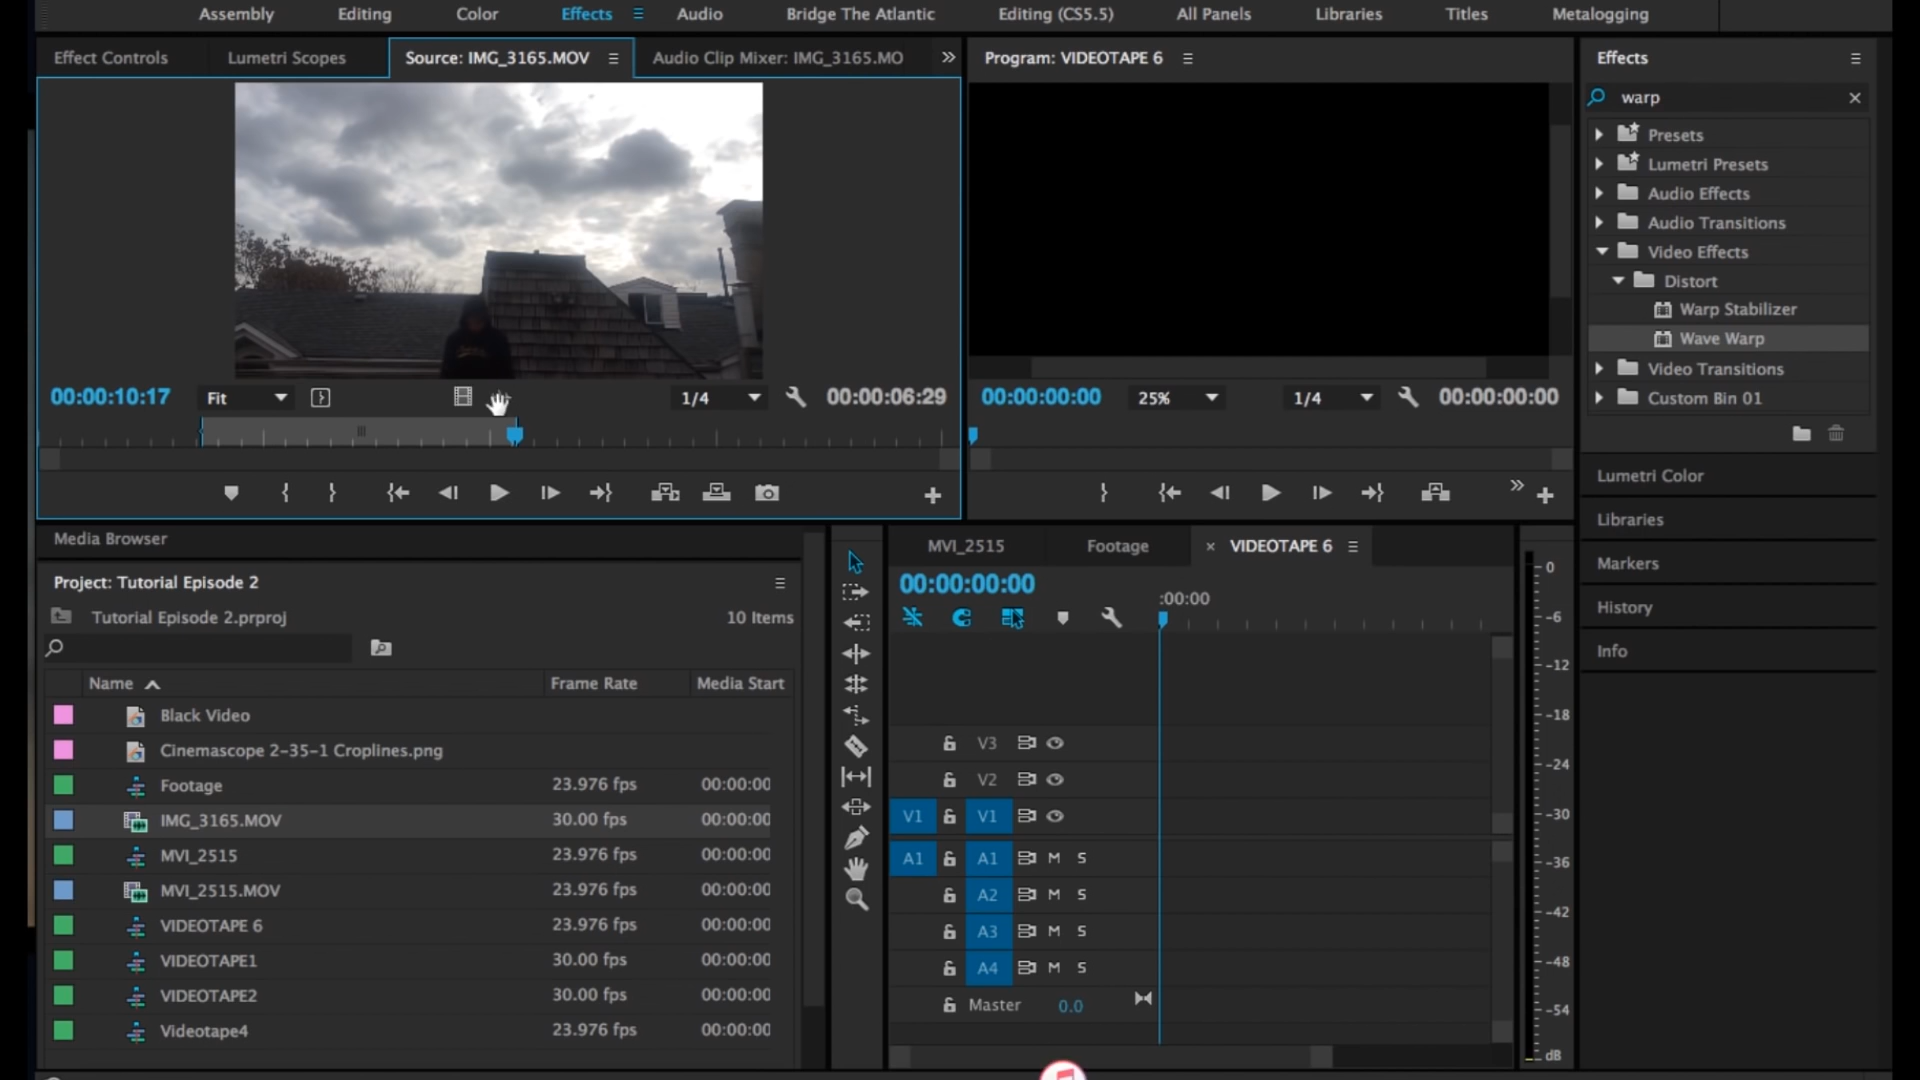 Assembly Editing Color Effects Audio Bridge The Atlantic Editing (CS5.5) All Panels Libraries Titles Metalogging
Effect Controls Lumetri Scopes Source: IMG_3165.MOV Audio Clip Mixer: IMG_3165.MO
Program: VIDEOTAPE 6
Effects
warp
Presets
Lumetri Presets
Audio Effects
Audio Transitions
Video Effects
Distort
Warp Stabilizer
Wave Warp
Video Transitions
Custom Bin 01
00:00:10:17 Fit 1/4 00:00:06:29
00:00:00:00 25% 1/4 00:00:00:00
Lumetri Color
Libraries
Markers
History
Info
Media Browser
Project: Tutorial Episode 2
Tutorial Episode 2.prproj 10 Items
Name Frame Rate Media Start
Black Video
Cinemascope 2-35-1 Croplines.png
Footage 23.976 fps 00:00:00
IMG_3165.MOV 30.00 fps 00:00:00
MVI_2515 23.976 fps 00:00:00
MVI_2515.MOV 23.976 fps 00:00:00
VIDEOTAPE 6 23.976 fps 00:00:00
VIDEOTAPE1 30.00 fps 00:00:00
VIDEOTAPE2 30.00 fps 00:00:00
Videotape4 23.976 fps 00:00:00
MVI_2515 Footage × VIDEOTAPE 6
00:00:00:00
:00:00
V3
V2
V1 V1
A1 A1 M S
A2 M S
A3 M S
A4 M S
Master 0.0
0
-6
-12
-18
-24
-30
-36
-42
-48
-54
dB